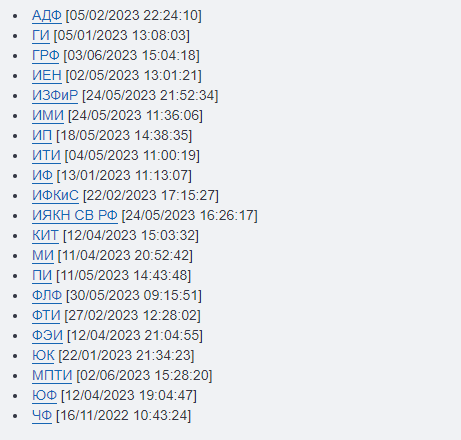 АДФ [05/02/2023 22:24:10]
ГИ [05/01/2023 13:08:03]
ГРФ [03/06/2023 15:04:18]
ИЕН [02/05/2023 13:01:21]
ИЗФиР [24/05/2023 21:52:34]
ИМИ [24/05/2023 11:36:06]
ИП [18/05/2023 14:38:35]
ИТИ [04/05/2023 11:00:19]
ИФ [13/01/2023 11:13:07]
ИФКиС [22/02/2023 17:15:27]
ИЯКН СВ РФ [24/05/2023 16:26:17]
КИТ [12/04/2023 15:03:32]
МИ [11/04/2023 20:52:42]
ПИ [11/05/2023 14:43:48]
ФЛФ [30/05/2023 09:15:51]
ФТИ [27/02/2023 12:28:02]
ФЭИ [12/04/2023 21:04:55]
ЮК [22/01/2023 21:34:23]
МПТИ [02/06/2023 15:28:20]
ЮФ [12/04/2023 19:04:47]
ЧФ [16/11/2022 10:43:24]